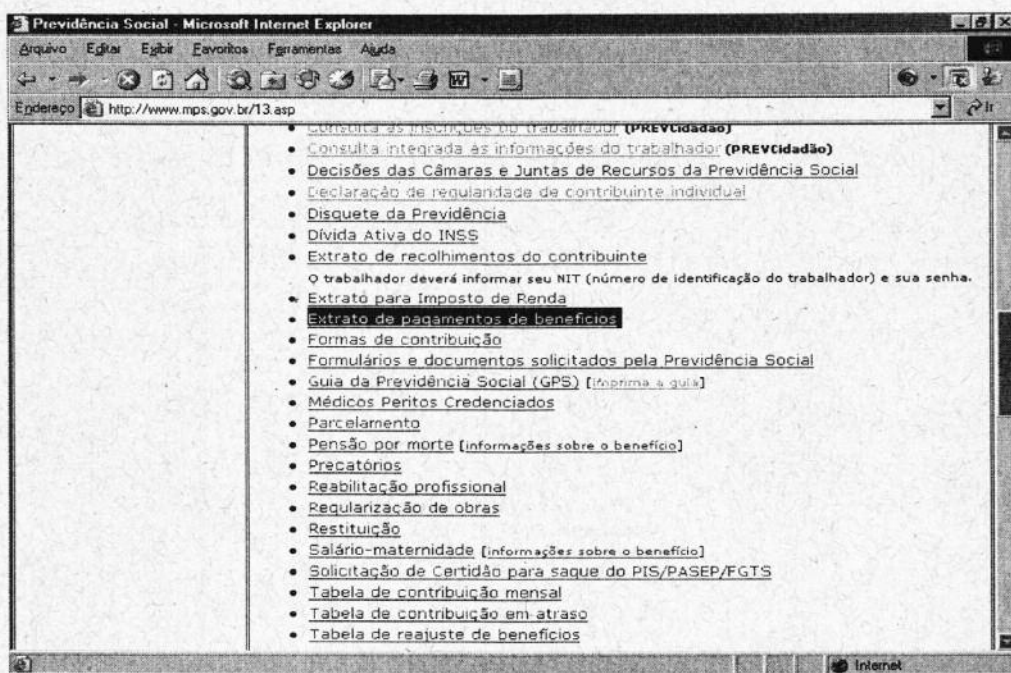 Previdência Social - Microsoft Internet Explorer
Arquivo Editar Exibir Favoritos Ferramentas Ajuda
Endereço http://www.mps.gov.br/13.asp Ir
Consulta às inscrições do trabalhador (PREVCidadão)
Consulta integrada às informações do trabalhador (PREVCidadão)
Decisões das Câmaras e Juntas de Recursos da Previdência Social
Declaração de regularidade de contribuinte individual
Disquete da Previdência
Dívida Ativa do INSS
Extrato de recolhimentos do contribuinte
O trabalhador deverá informar seu NIT (número de identificação do trabalhador) e sua senha.
Extrato para Imposto de Renda
Extrato de pagamentos de benefícios
Formas de contribuição
Formulários e documentos solicitados pela Previdência Social
Guia da Previdência Social (GPS) [imprima a guia]
Médicos Peritos Credenciados
Parcelamento
Pensão por morte [informações sobre o benefício]
Precatórios
Reabilitação profissional
Regularização de obras
Restituição
Salário-maternidade [informações sobre o benefício]
Solicitação de Certidão para saque do PIS/PASEP/FGTS
Tabela de contribuição mensal
Tabela de contribuição em atraso
Tabela de reajuste de benefícios
Internet